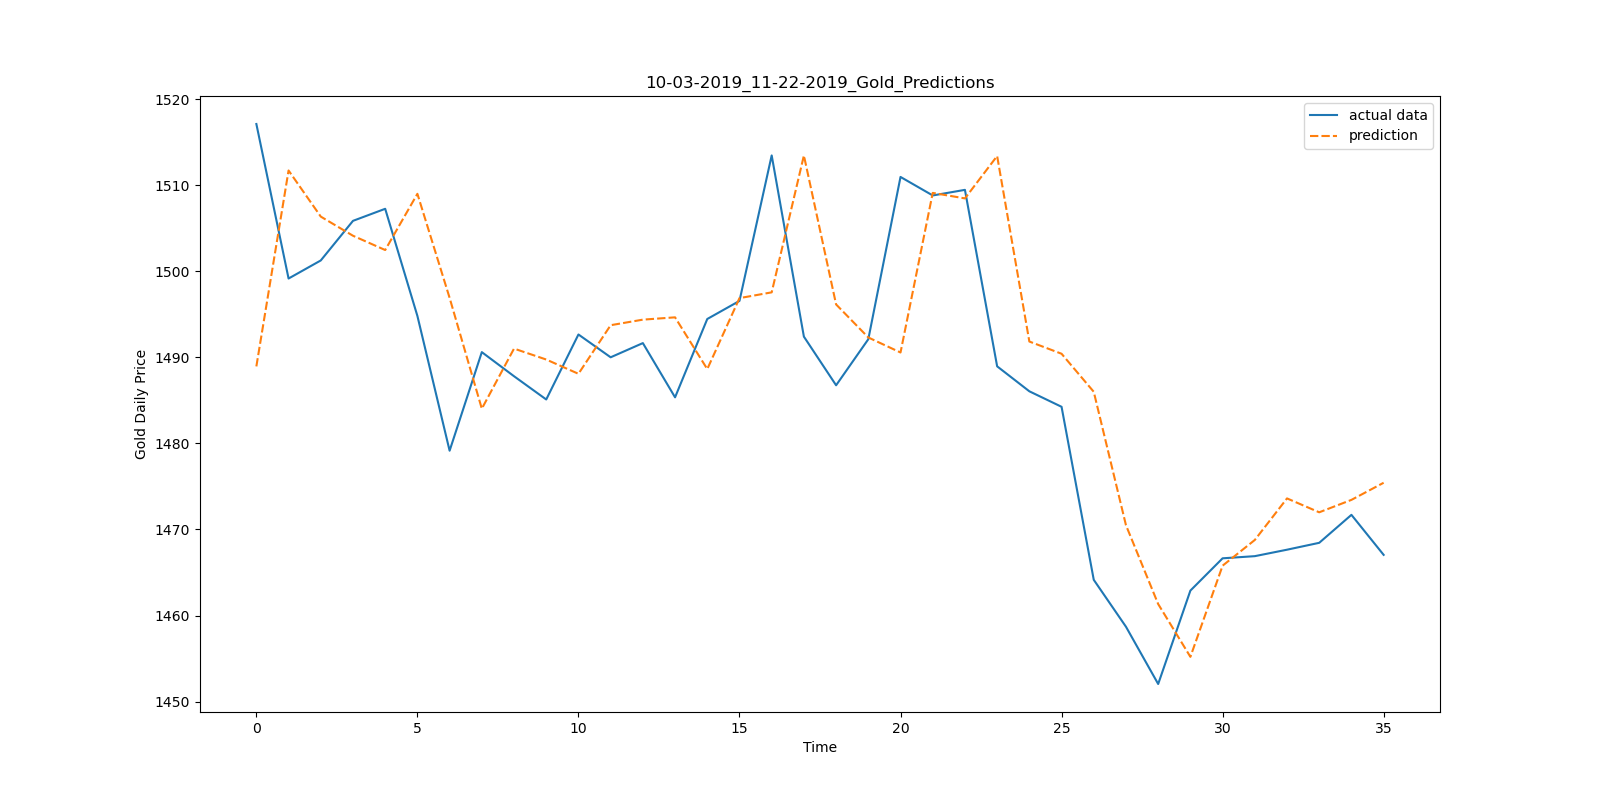 10-03-2019_11-22-2019_Gold_Predictions
actual data
prediction
Gold Daily Price
1520
1510
1500
1490
1480
1470
1460
1450
0 5 10 15 20 25 30 35
Time